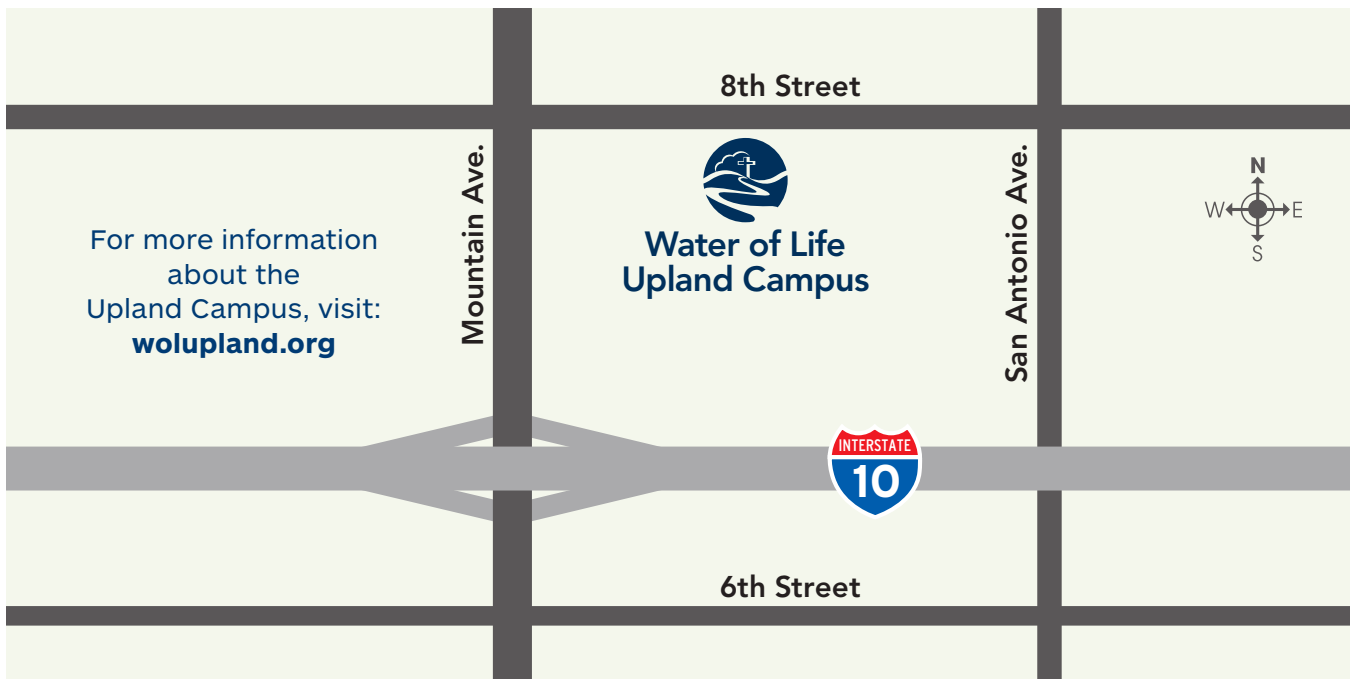 8th Street
Mountain Ave.
San Antonio Ave.
N
W
E
S
For more information
about the
Upland Campus, visit:
wolupland.org
Water of Life
Upland Campus
INTERSTATE
10
6th Street